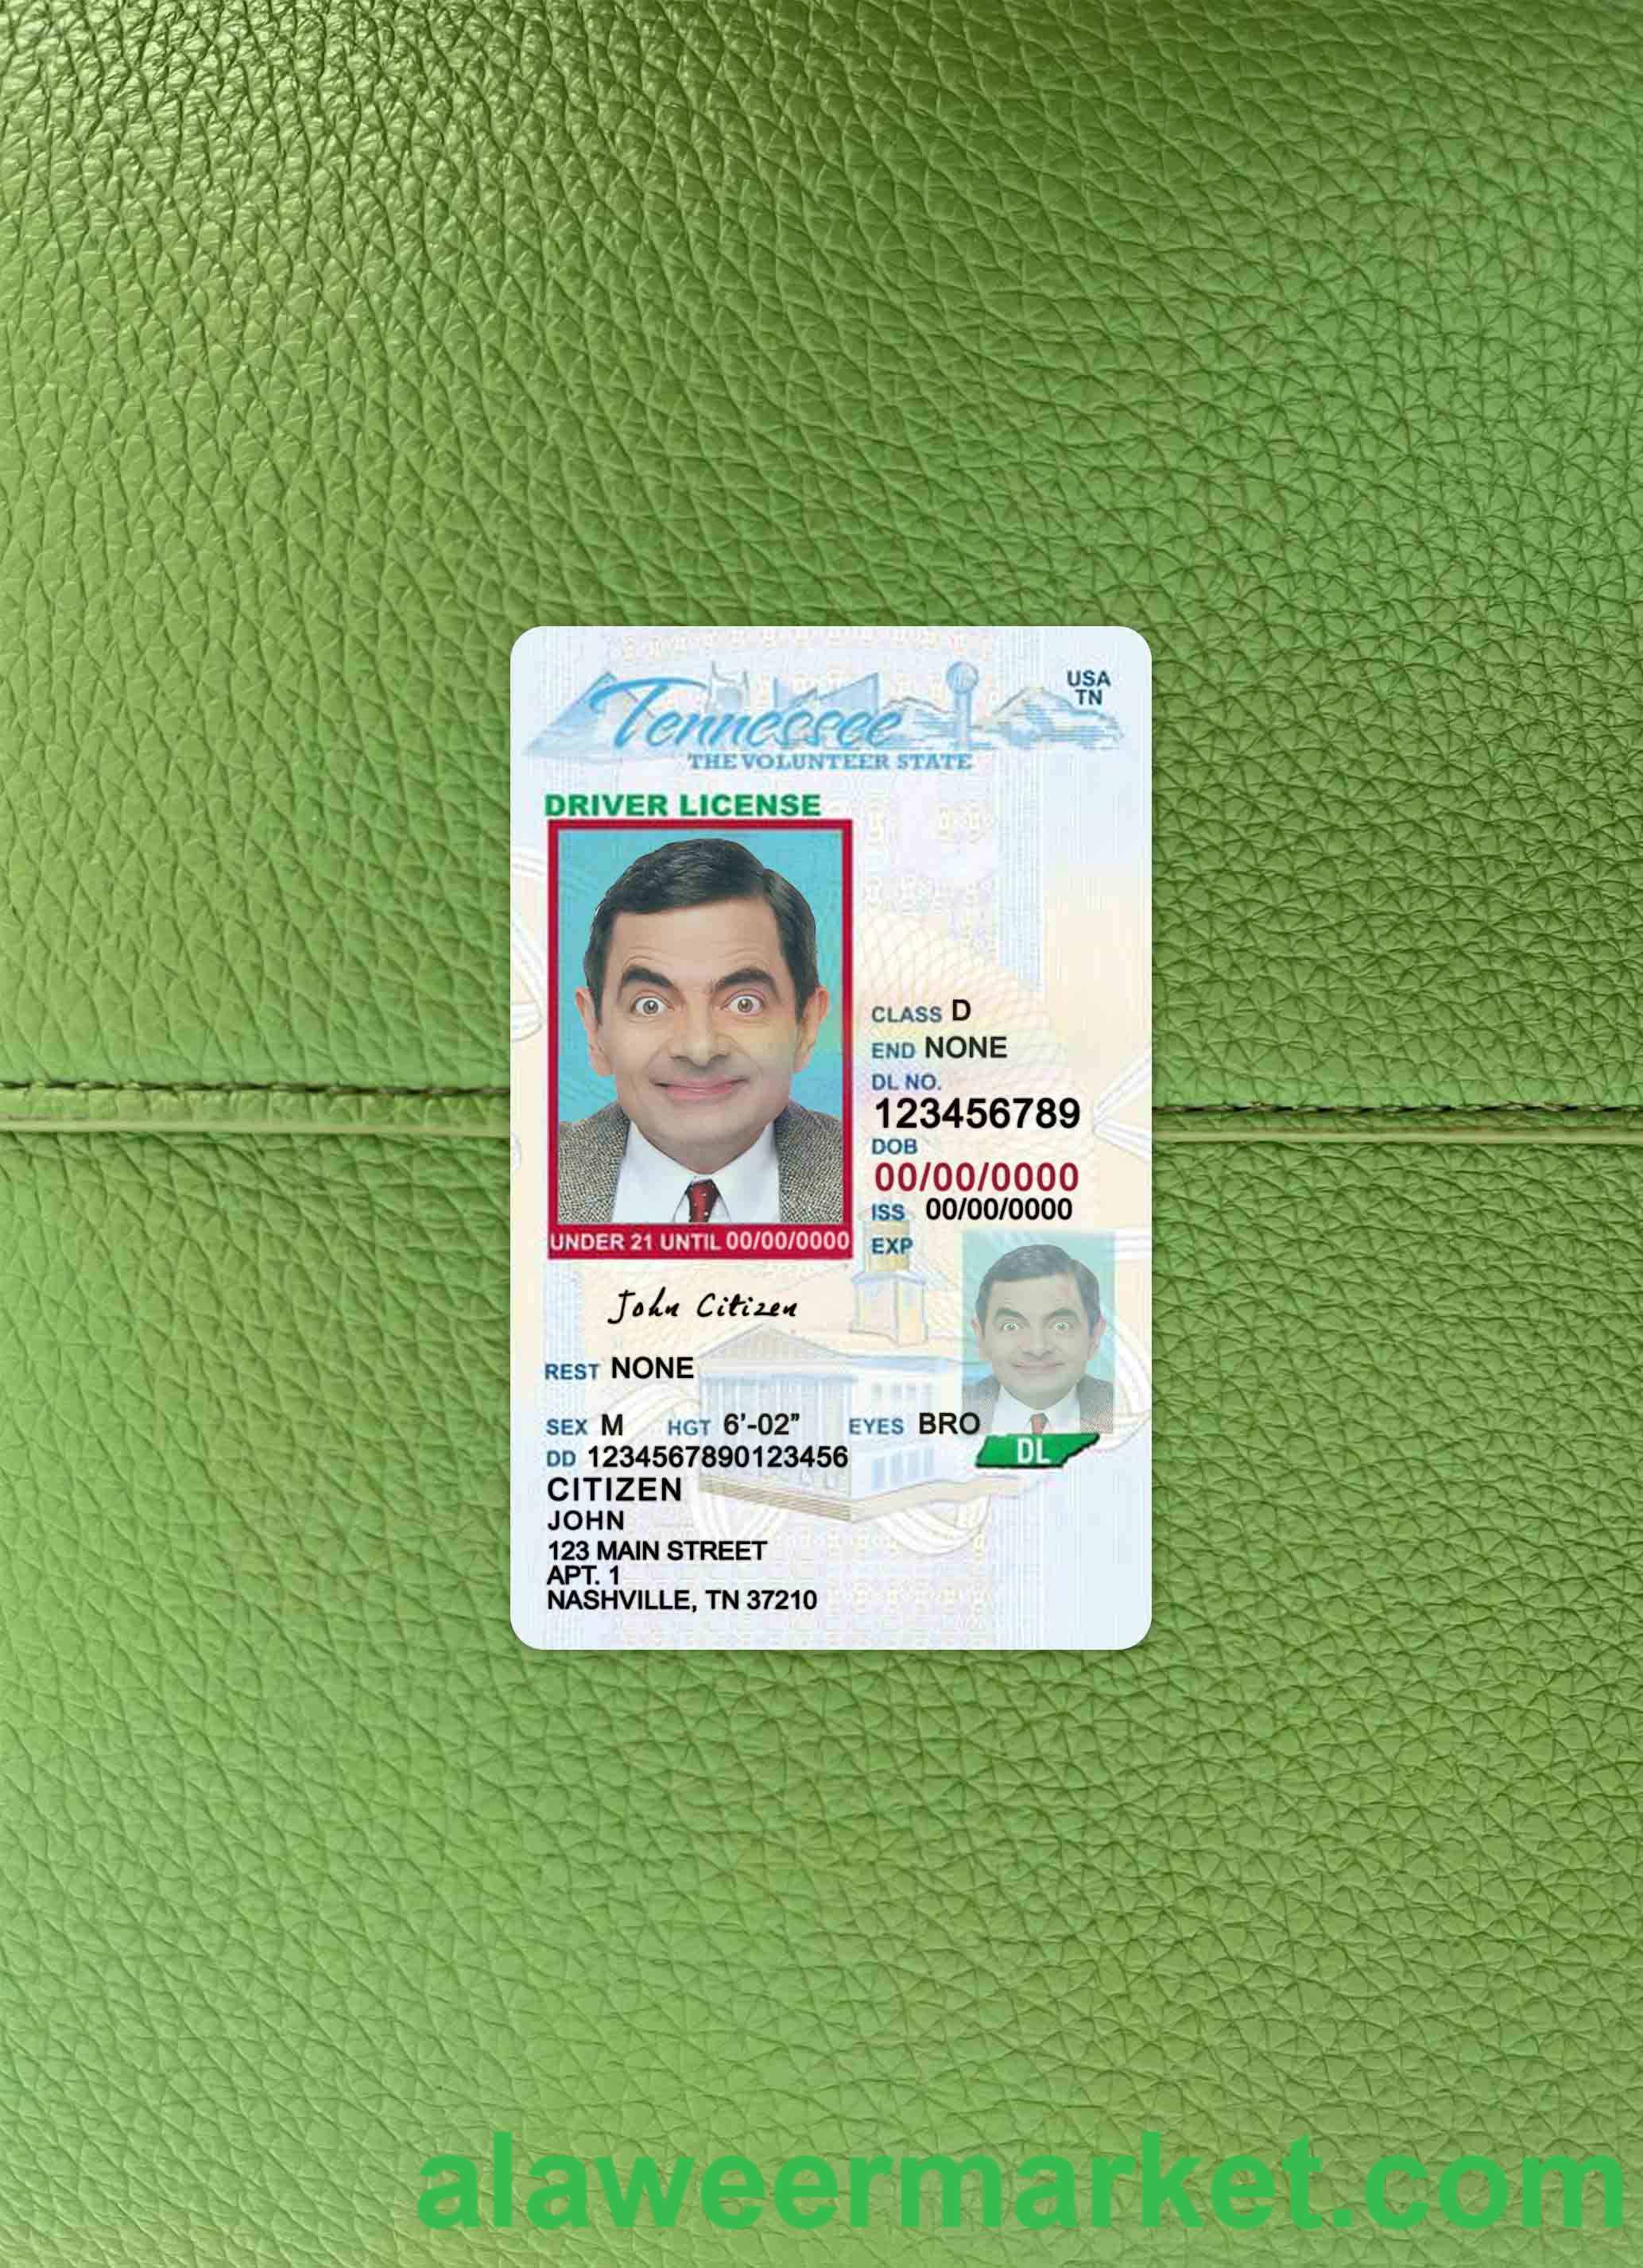 Tennessee
USA
TN
THE VOLUNTEER STATE
DRIVER LICENSE
CLASS D
END NONE
DL NO.
123456789
DOB
00/00/0000
ISS 00/00/0000
UNDER 21 UNTIL 00/00/0000
EXP
John Citizen
REST NONE
SEX M HGT 6'-02" EYES BRO
DL
DD 1234567890123456
CITIZEN
JOHN
123 MAIN STREET
APT. 1
NASHVILLE, TN 37210
alaweermarket.com